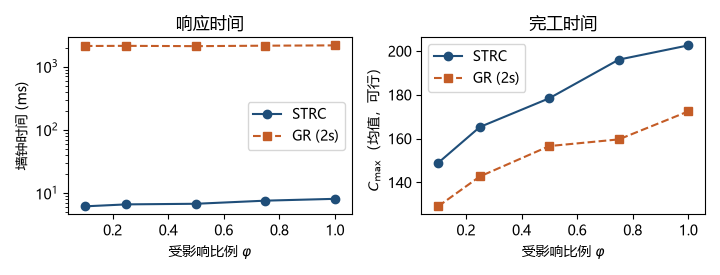 响应时间
墙钟时间 (ms)
10³
10²
10¹
STRC
GR (2s)
0.2 0.4 0.6 0.8 1.0
受影响比例 φ
完工时间
Cmax (均值, 可行)
200
180
160
140
STRC
GR (2s)
0.2 0.4 0.6 0.8 1.0
受影响比例 φ